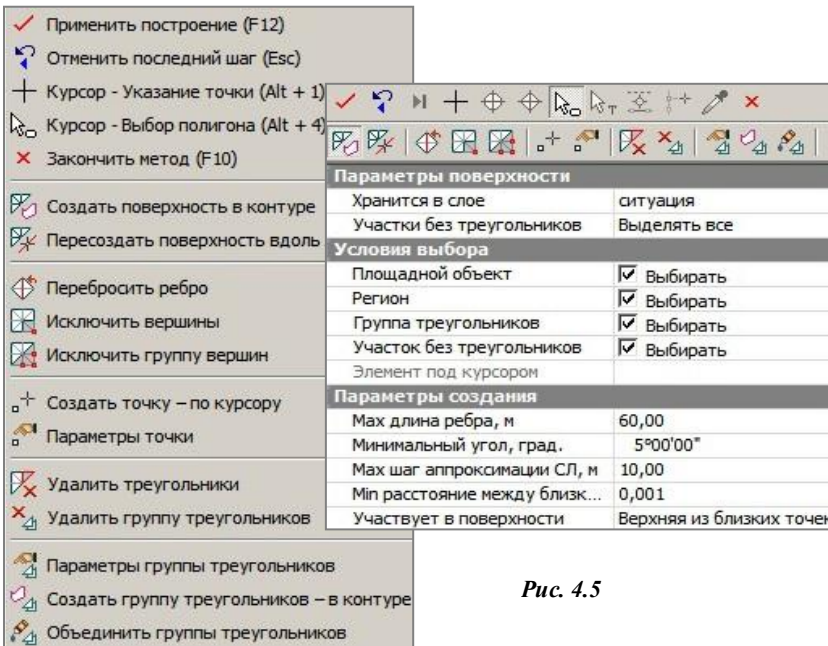 Применить построение (F12)
Отменить последний шаг (Esc)
Курсор - Указание точки (Alt + 1)
Курсор - Выбор полигона (Alt + 4)
Закончить метод (F10)
Создать поверхность в контуре
Пересоздать поверхность вдоль
Перебросить ребро
Исключить вершины
Исключить группу вершин
Создать точку – по курсору
Параметры точки
Удалить треугольники
Удалить группу треугольников
Параметры группы треугольников
Создать группу треугольников – в контуре
Объединить группы треугольников
Параметры поверхности
Хранится в слое ситуация
Участки без треугольников Выделять все
Условия выбора
Площадной объект Выбирать
Регион Выбирать
Группа треугольников Выбирать
Участок без треугольников Выбирать
Элемент под курсором
Параметры создания
Max длина ребра, м 60,00
Минимальный угол, град. 5°00'00"
Max шаг аппроксимации СЛ, м 10,00
Min расстояние между близк... 0,001
Участвует в поверхности Верхняя из близких точек
Рис. 4.5